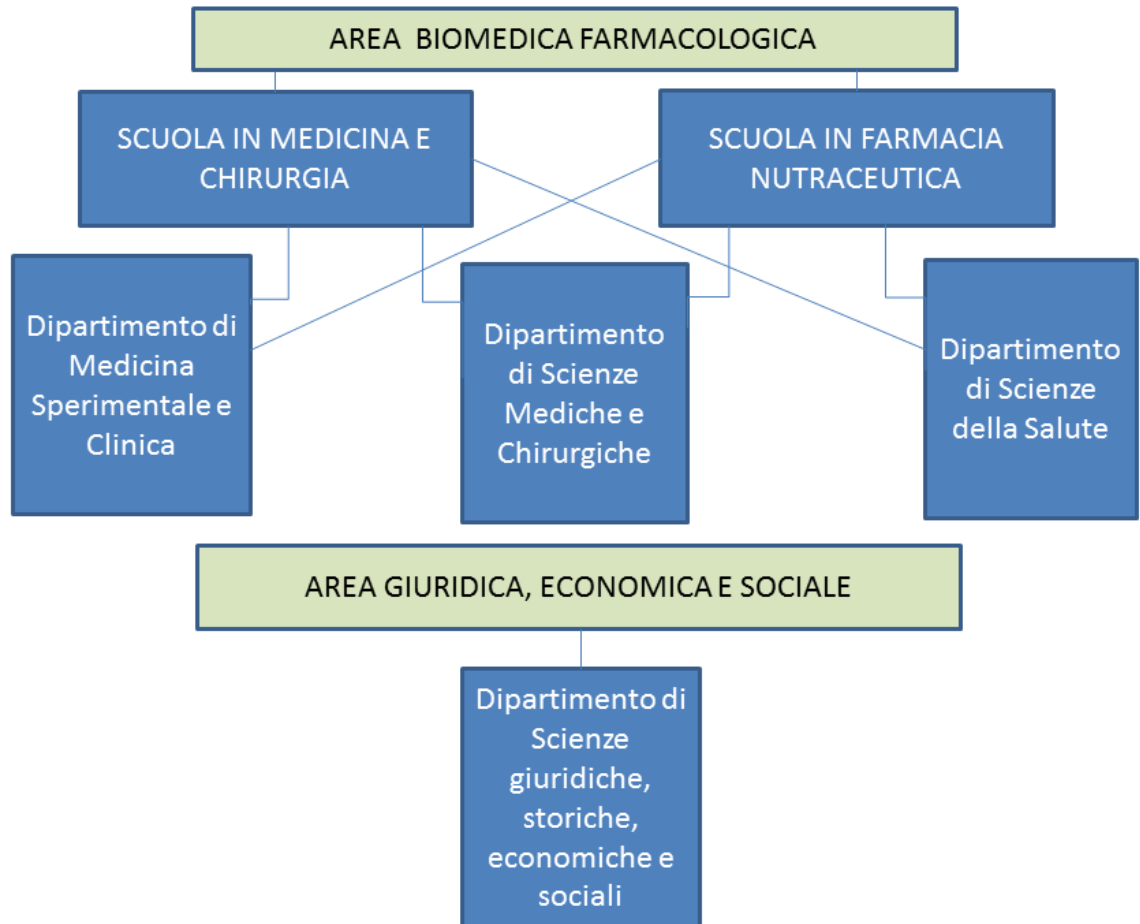 AREA BIOMEDICA FARMACOLOGICA
SCUOLA IN MEDICINA E
CHIRURGIA
SCUOLA IN FARMACIA
NUTRACEUTICA
Dipartimento di
Medicina
Sperimentale e
Clinica
Dipartimento
di Scienze
Mediche e
Chirurgiche
Dipartimento
di Scienze
della Salute
AREA GIURIDICA, ECONOMICA E SOCIALE
Dipartimento di
Scienze
giuridiche,
storiche,
economiche e
sociali